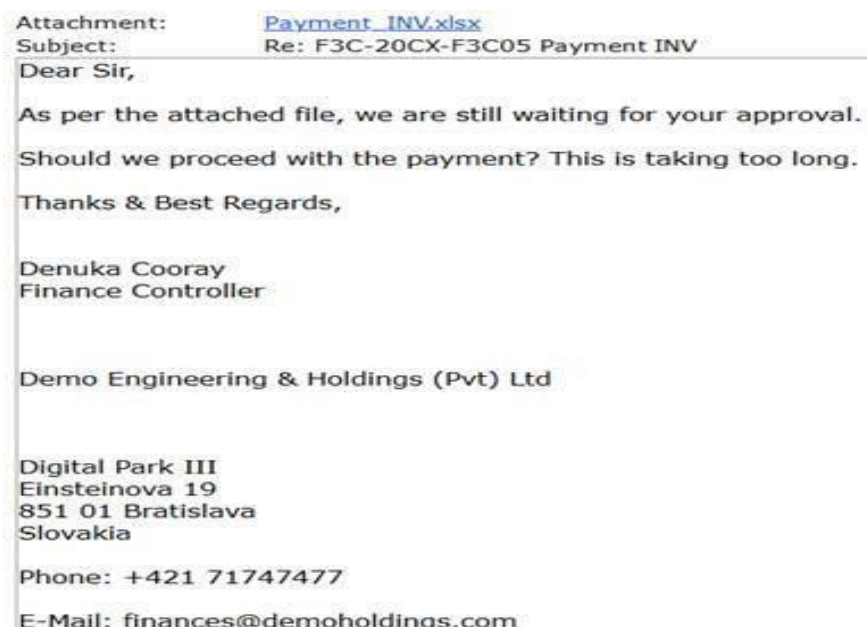 Attachment: Payment_INV.xlsx
Subject: Re: F3C-20CX-F3C05 Payment INV
Dear Sir,
As per the attached file, we are still waiting for your approval.
Should we proceed with the payment? This is taking too long.
Thanks & Best Regards,
Denuka Cooray
Finance Controller
Demo Engineering & Holdings (Pvt) Ltd
Digital Park III
Einsteinova 19
851 01 Bratislava
Slovakia
Phone: +421 71747477
E-Mail: finances@demoholdings.com